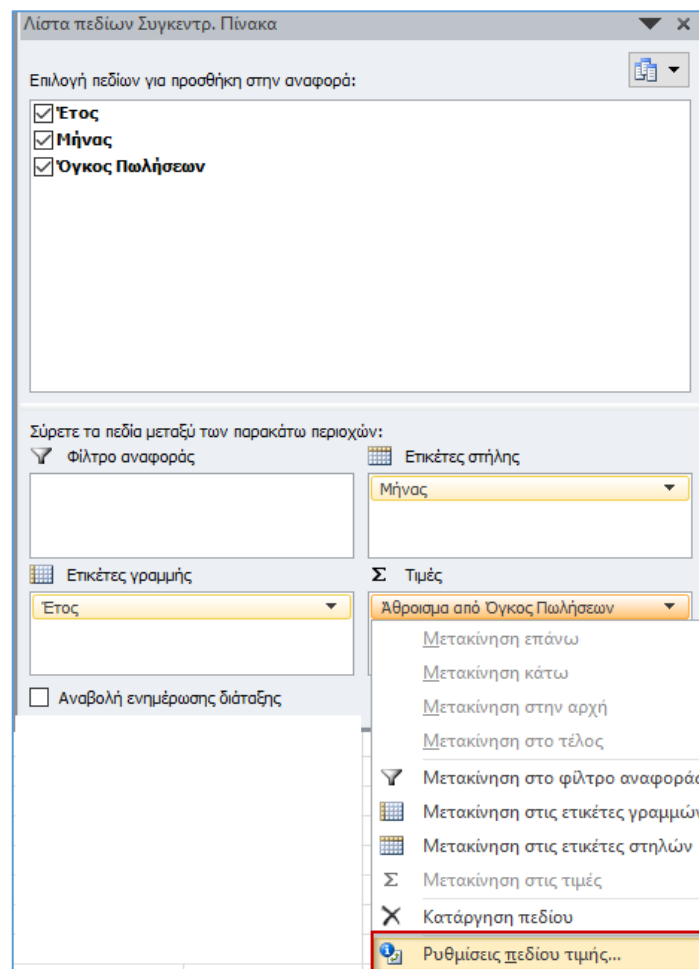 Λίστα πεδίων Συγκεντρ. Πίνακα
Επιλογή πεδίων για προσθήκη στην αναφορά:
Έτος
Μήνας
Όγκος Πωλήσεων
Σύρετε τα πεδία μεταξύ των παρακάτω περιοχών:
Φίλτρο αναφοράς
Ετικέτες στήλης
Μήνας
Ετικέτες γραμμής
Σ Τιμές
Έτος
Άθροισμα από Όγκος Πωλήσεων
Μετακίνηση επάνω
Μετακίνηση κάτω
Αναβολή ενημέρωσης διάταξης
Μετακίνηση στην αρχή
Μετακίνηση στο τέλος
Μετακίνηση στο φίλτρο αναφοράς
Μετακίνηση στις ετικέτες γραμμών
Μετακίνηση στις ετικέτες στηλών
Σ Μετακίνηση στις τιμές
Κατάργηση πεδίου
Ρυθμίσεις πεδίου τιμής...